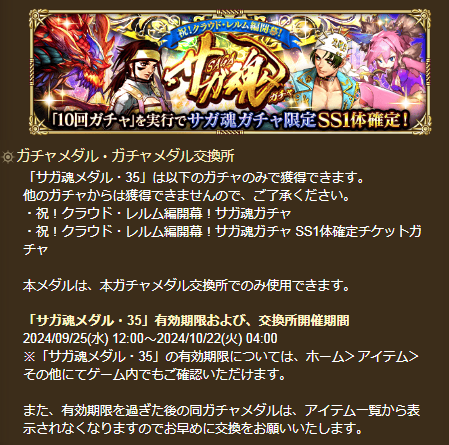 祝!クラウド・レルム編開幕!
サガ魂
SAGA
ガチャ
「10回ガチャ」を実行でサガ魂ガチャ限定SS1体確定!
ガチャメダル・ガチャメダル交換所
「サガ魂メダル・35」は以下のガチャのみで獲得できます。
他のガチャからは獲得できませんので、ご了承ください。
・祝！クラウド・レルム編開幕！サガ魂ガチャ
・祝！クラウド・レルム編開幕！サガ魂ガチャ SS1体確定チケットガ
チャ
本メダルは、本ガチャメダル交換所でのみ使用できます。
「サガ魂メダル・35」有効期限および、交換所開催期間
2024/09/25(水) 12:00～2024/10/22(火) 04:00
※「サガ魂メダル・35」の有効期限については、ホーム＞アイテム＞
その他にてゲーム内でもご確認いただけます。
また、有効期限を過ぎた後の同ガチャメダルは、アイテム一覧から表
示されなくなりますのでお早めに交換をお願いいたします。